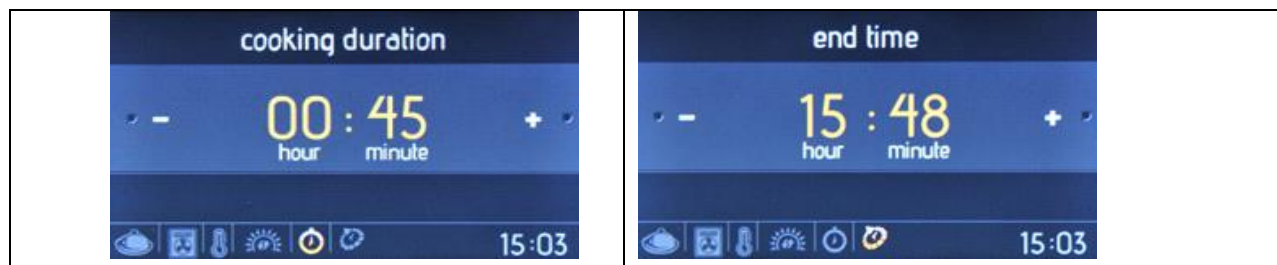 cooking duration
- 00 : 45 +
hour minute
15:03
end time
- 15 : 48 +
hour minute
15:03